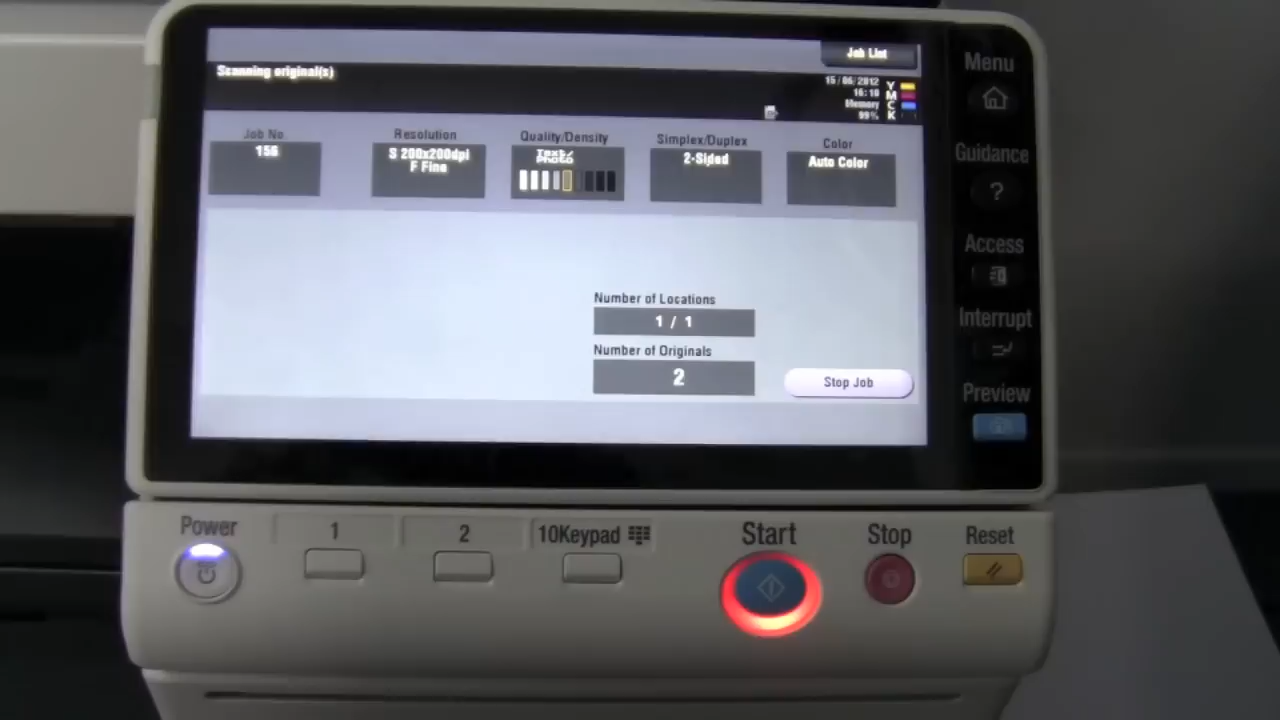 Job List
Scanning original(s)
15/06/2012
16:10
Memory
99%
Y
M
C
K
Job No.
156
Resolution
S 200x200dpi
F Fine
Quality/Density
Text/
Photo
Simplex/Duplex
2-Sided
Color
Auto Color
Number of Locations
1 / 1
Number of Originals
2
Stop Job
Menu
Guidance
?
Access
Interrupt
Preview
Power
1
2
10Keypad
Start
Stop
Reset